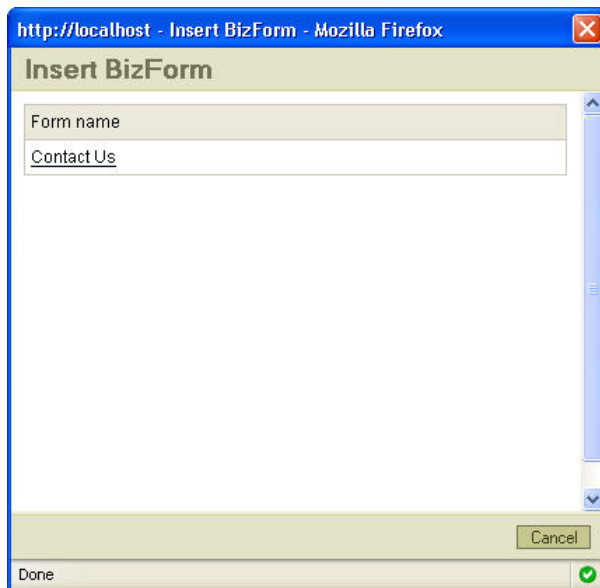 http://localhost - Insert BizForm - Mozilla Firefox
Insert BizForm
Form name
Contact Us
Cancel
Done